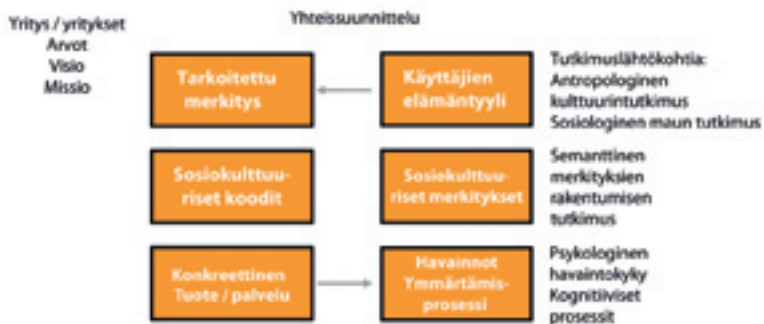 Yhteissuunnittelu
Yritys / yritykset
Arvot
Visio
Missio
Tarkoitettu
merkitys
Käyttäjien
elämäntyyli
Tutkimuslähtökohtia:
Antropologinen
kulttuurintutkimus
Sosiologinen maun tutkimus
Sosiokulttuu-
riset koodit
Sosiokulttuu-
riset merkitykset
Semanttinen
merkityksien
rakentumisen
tutkimus
Konkreettinen
Tuote / palvelu
Havainnot
Ymmärtämis-
prosessi
Psykologinen
havaintokyky
Kognitiiviset
prosessit